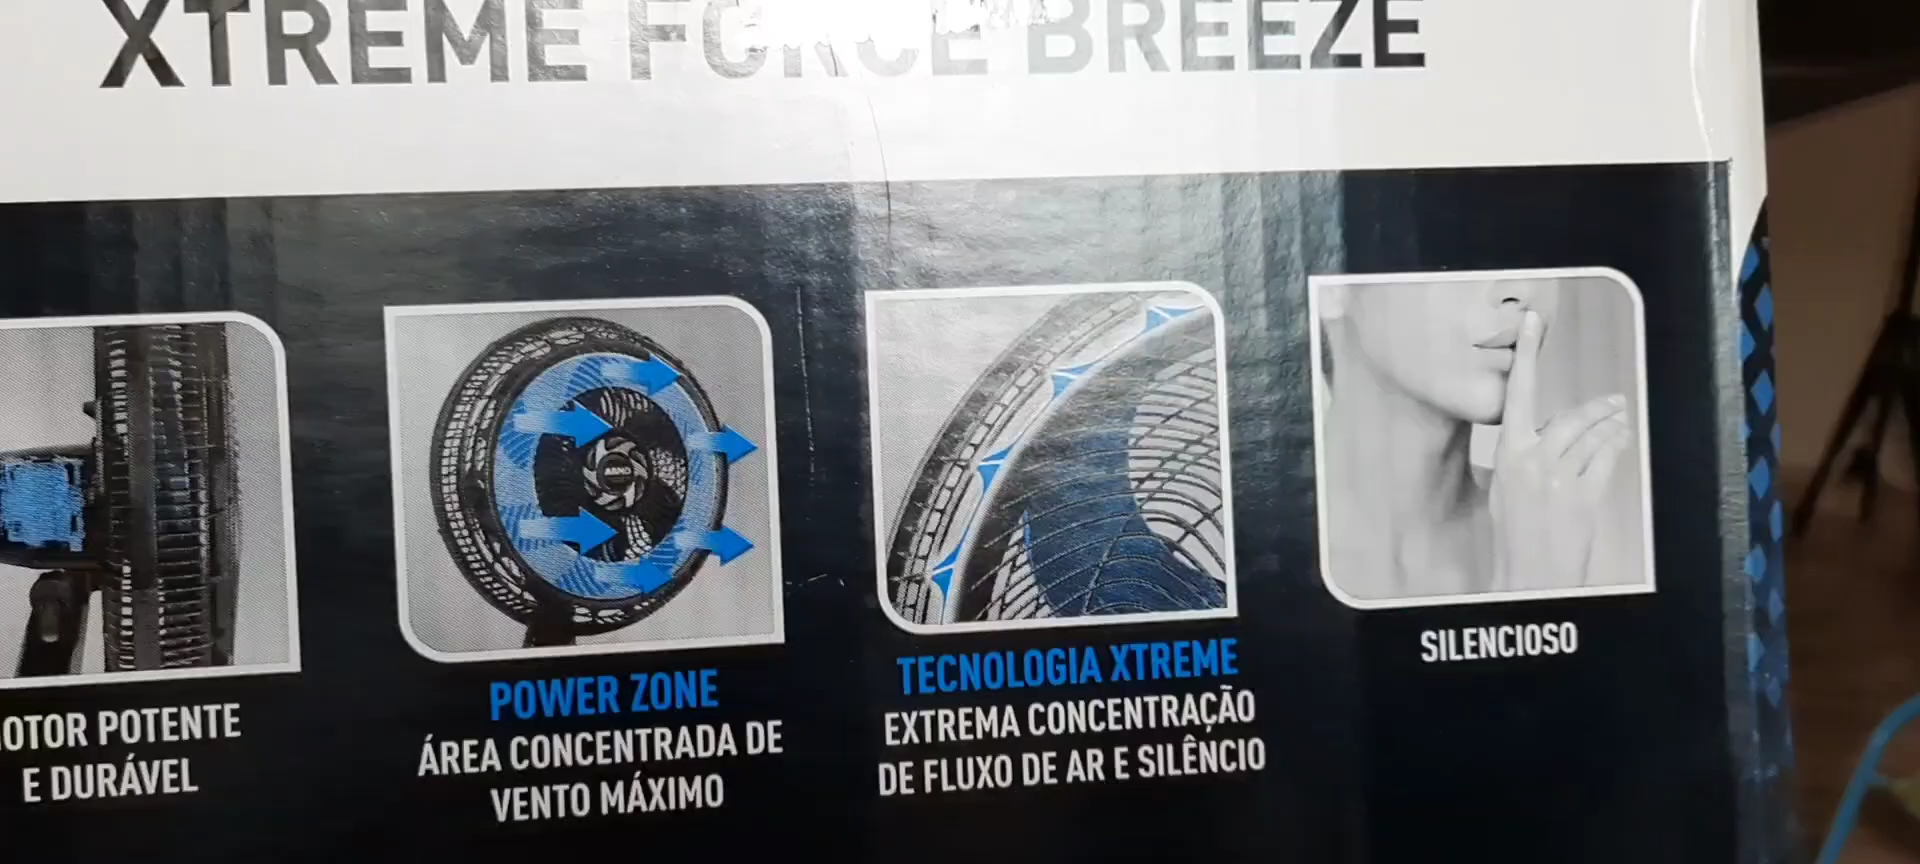 XTREME FORCE BREEZE
OTOR POTENTE
E DURÁVEL
ARNO
POWER ZONE
ÁREA CONCENTRADA DE
VENTO MÁXIMO
TECNOLOGIA XTREME
EXTREMA CONCENTRAÇÃO
DE FLUXO DE AR E SILÊNCIO
SILENCIOSO